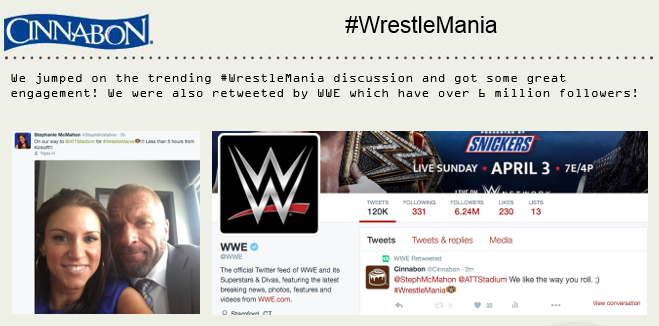 CINNABON
#WrestleMania
We jumped on the trending #WrestleMania discussion and got some great
engagement! We were also retweeted by WWE which have over 6 million followers!
Stephanie McMahon @StephMcMahon · 2h
On our way to @ATTStadium for #WrestleMania !! Less than 5 hours from
Kickoff!!!
Triple H
SNICKERS
LIVE SUNDAY • APRIL 3 • 7E/4P
TWEETS FOLLOWING FOLLOWERS LIKES LISTS
120K 331 6.24M 230 13
WWE
@WWE
The official Twitter feed of WWE and its
Superstars & Divas, featuring the latest
breaking news, photos, features and
videos from WWE.com.
Stamford, CT
Tweets Tweets & replies Media
WWE Retweeted
Cinnabon @Cinnabon · 2m
@StephMcMahon @ATTStadium We like the way you roll. ;)
#WrestleMania
32
View conversation